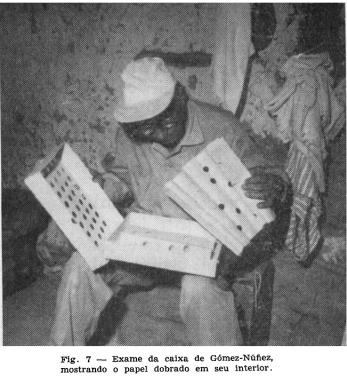 Fig. 7 — Exame da caixa de Gómez-Núñez,
mostrando o papel dobrado em seu interior.